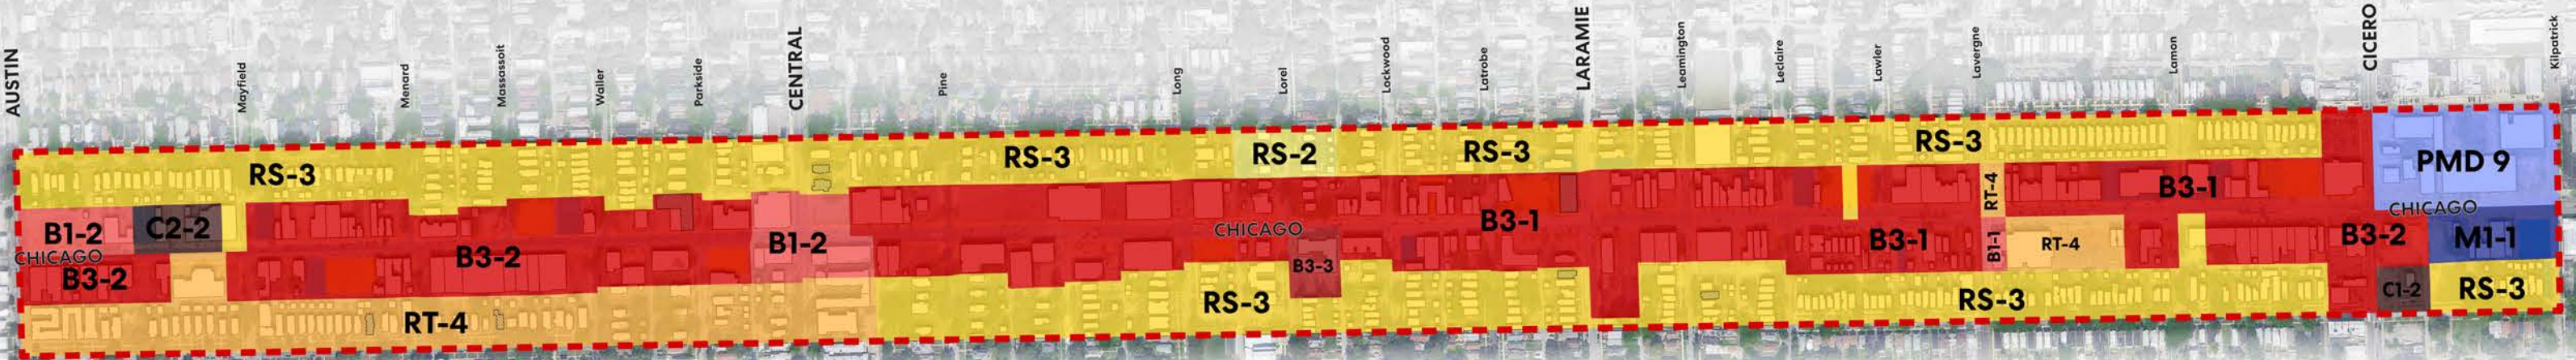 AUSTIN
Mayfield
Menard
Massassoit
Waller
Parkside
CENTRAL
Pine
Long
Lorel
Lockwood
Latrobe
LARAMIE
Leamington
Leclaire
Lawler
Lavergne
Lamon
CICERO
Kilpatrick
RS-3
RS-3
RS-2
RS-3
RS-3
PMD 9
B1-2
C2-2
B3-2
B1-2
CHICAGO
B3-1
RT-4
B3-1
CHICAGO
CHICAGO
B3-2
B3-3
B3-1
B1-1
RT-4
B3-2
M1-1
RT-4
RS-3
RS-3
C1-2
RS-3